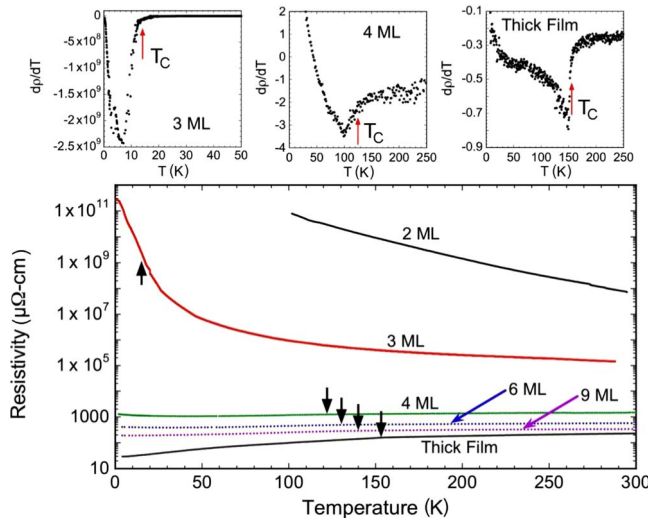 0
-5x10⁸
-1x10⁹
-1.5x10⁹
-2x10⁹
-2.5x10⁹
dρ/dT
T_C
3 ML
0 10 20 30 40 50
T (K)
2
1
0
-1
-2
-3
-4
dρ/dT
4 ML
T_C
0 50 100 150 200 250
T (K)
-0.1
-0.3
-0.5
-0.7
-0.9
dρ/dT
Thick Film
T_C
0 50 100 150 200 250
T (K)
1 x 10¹¹
1 x 10⁹
1 x 10⁷
1 x 10⁵
1000
10
Resistivity (μΩ-cm)
2 ML
3 ML
4 ML
6 ML
9 ML
Thick Film
0 50 100 150 200 250 300
Temperature (K)